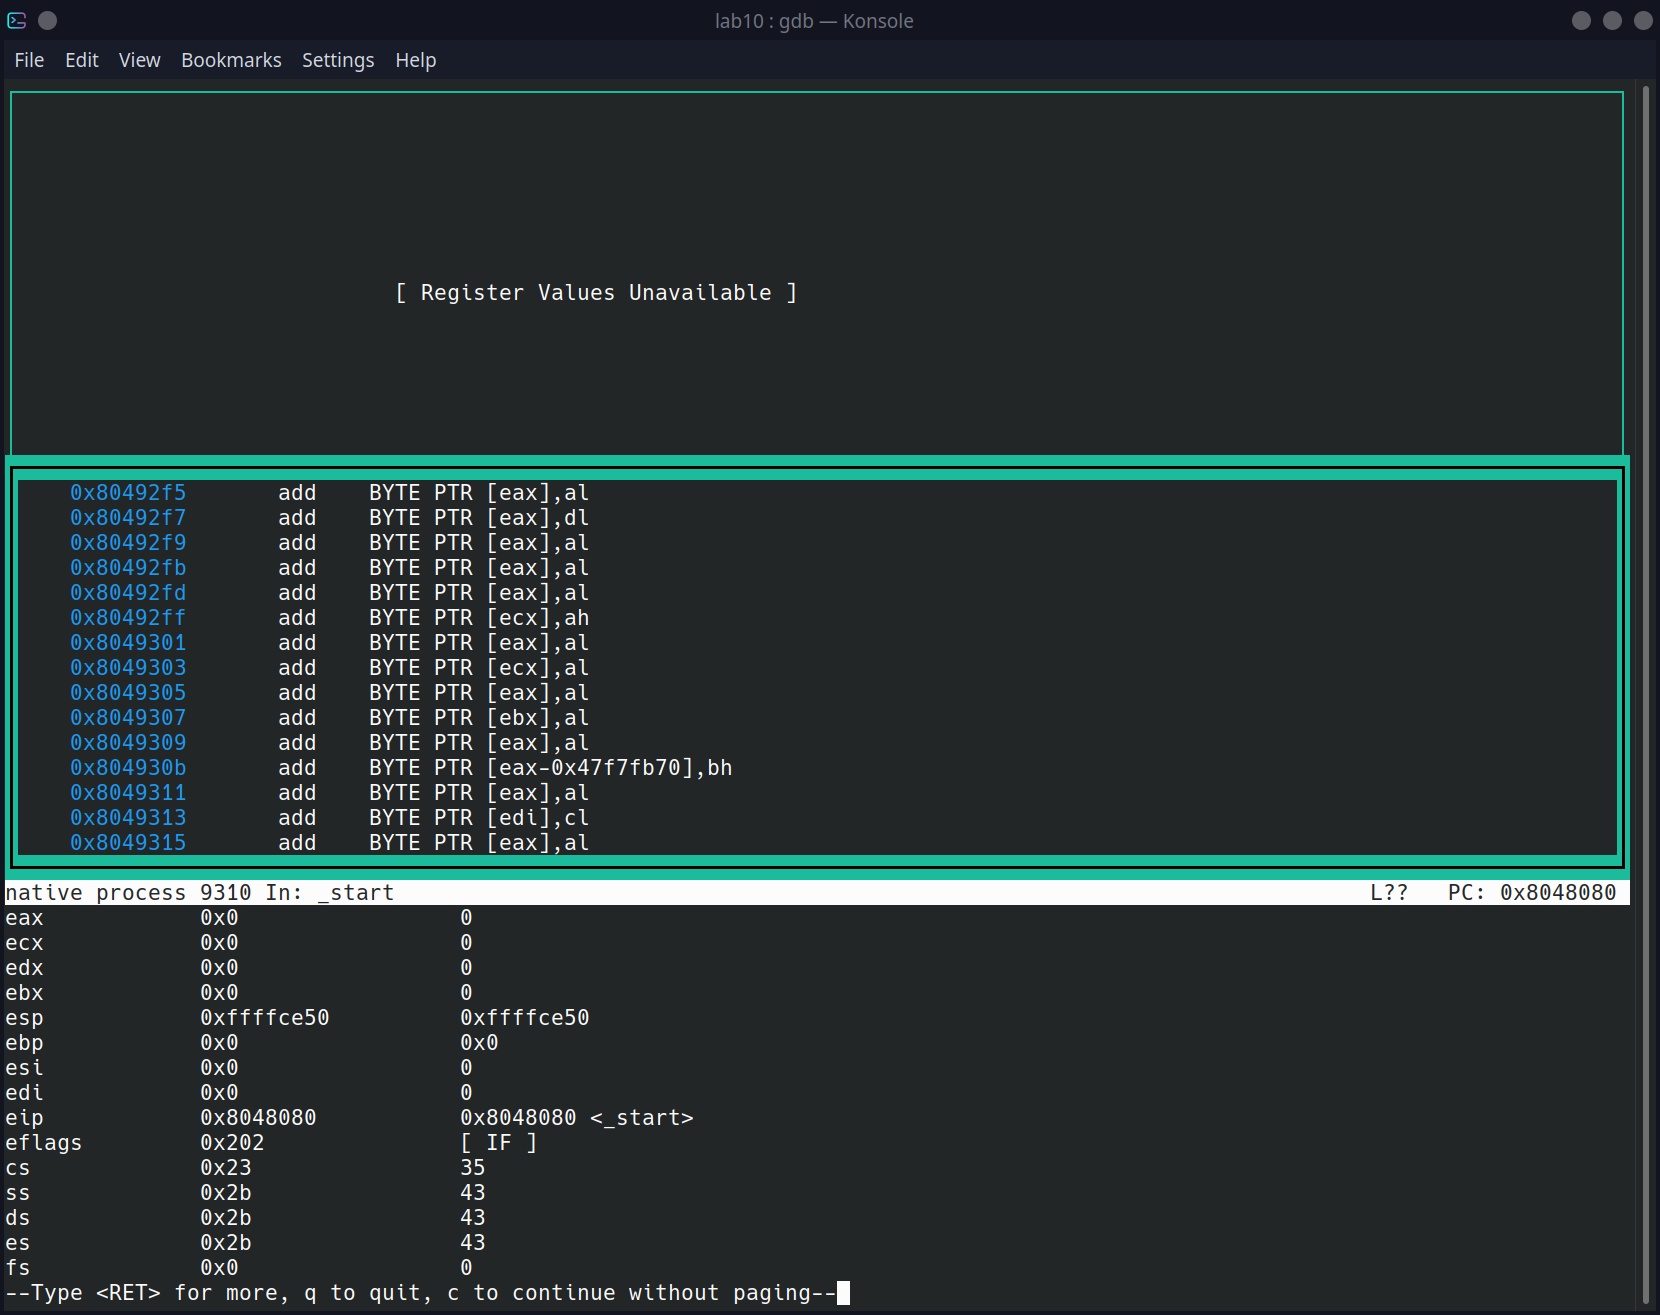 lab10 : gdb — Konsole
File Edit View Bookmarks Settings Help
[ Register Values Unavailable ]
0x80492f5 add BYTE PTR [eax],al
0x80492f7 add BYTE PTR [eax],dl
0x80492f9 add BYTE PTR [eax],al
0x80492fb add BYTE PTR [eax],al
0x80492fd add BYTE PTR [eax],al
0x80492ff add BYTE PTR [ecx],ah
0x8049301 add BYTE PTR [eax],al
0x8049303 add BYTE PTR [ecx],al
0x8049305 add BYTE PTR [eax],al
0x8049307 add BYTE PTR [ebx],al
0x8049309 add BYTE PTR [eax],al
0x804930b add BYTE PTR [eax-0x47f7fb70],bh
0x8049311 add BYTE PTR [eax],al
0x8049313 add BYTE PTR [edi],cl
0x8049315 add BYTE PTR [eax],al
native process 9310 In: _start L?? PC: 0x8048080
eax 0x0 0
ecx 0x0 0
edx 0x0 0
ebx 0x0 0
esp 0xffffce50 0xffffce50
ebp 0x0 0x0
esi 0x0 0
edi 0x0 0
eip 0x8048080 0x8048080 <_start>
eflags 0x202 [ IF ]
cs 0x23 35
ss 0x2b 43
ds 0x2b 43
es 0x2b 43
fs 0x0 0
--Type <RET> for more, q to quit, c to continue without paging--